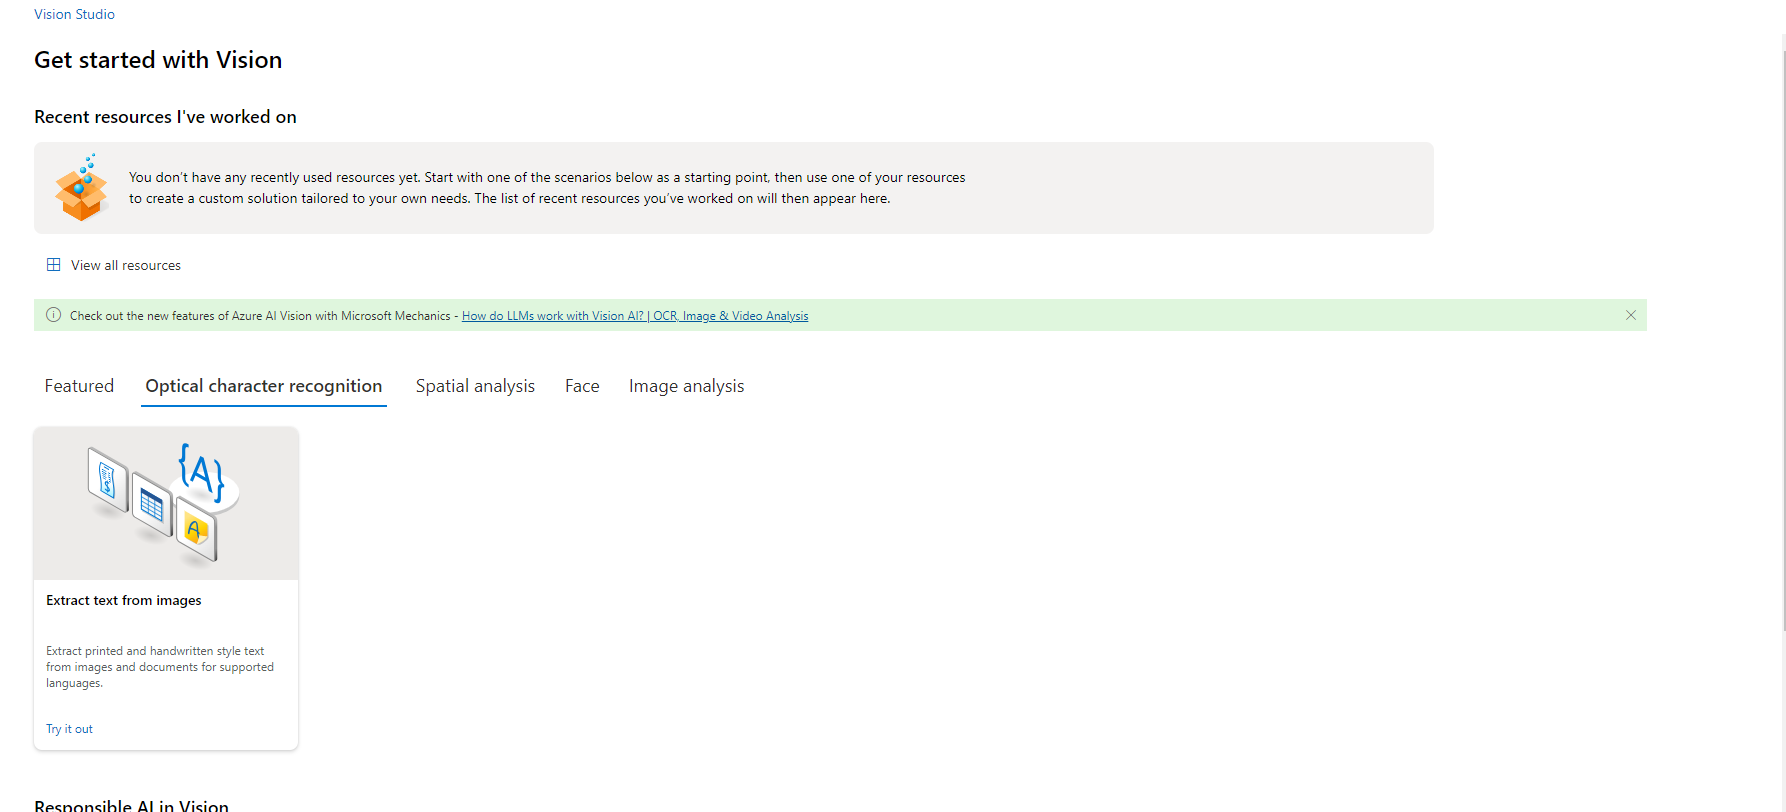 Vision Studio
Get started with Vision
Recent resources I've worked on
You don't have any recently used resources yet. Start with one of the scenarios below as a starting point, then use one of your resources
to create a custom solution tailored to your own needs. The list of recent resources you've worked on will then appear here.
View all resources
Check out the new features of Azure AI Vision with Microsoft Mechanics - How do LLMs work with Vision AI? | OCR, Image & Video Analysis
Featured Optical character recognition Spatial analysis Face Image analysis
{A}
A
Extract text from images
Extract printed and handwritten style text
from images and documents for supported
languages.
Try it out
Responsible AI in Vision